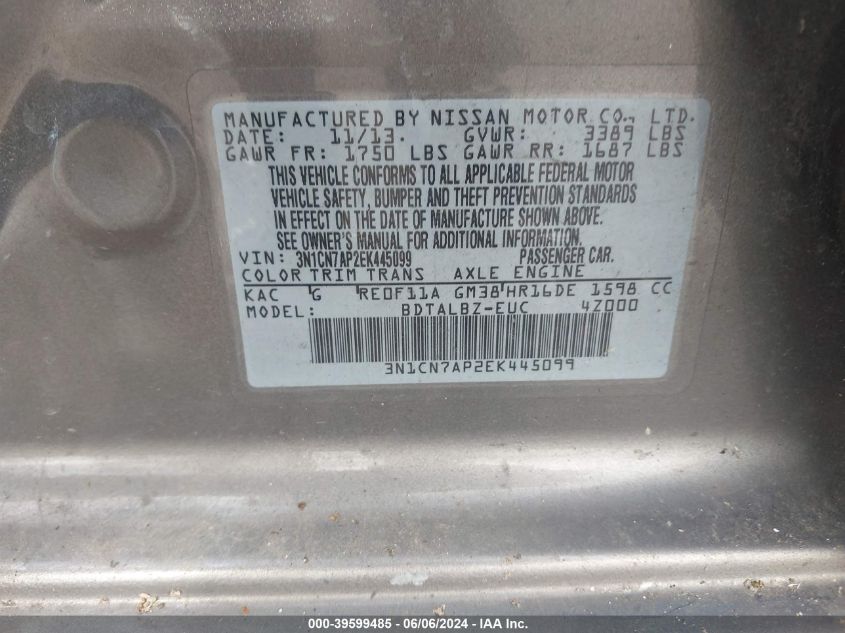 MANUFACTURED BY NISSAN MOTOR CO., LTD.
DATE: 11/13. GVWR: 3389 LBS
GAWR FR: 1750 LBS GAWR RR: 1687 LBS
THIS VEHICLE CONFORMS TO ALL APPLICABLE FEDERAL MOTOR
VEHICLE SAFETY, BUMPER AND THEFT PREVENTION STANDARDS
IN EFFECT ON THE DATE OF MANUFACTURE SHOWN ABOVE.
SEE OWNER'S MANUAL FOR ADDITIONAL INFORMATION.
VIN: 3N1CN7AP2EK445099 PASSENGER CAR.
COLOR TRIM TRANS AXLE ENGINE
KAC G RE0F11A GM38 HR16DE 1598 CC
MODEL: BDTALBZ-EUC 4Z000
3N1CN7AP2EK445099
000-39599485 - 06/06/2024 - IAA Inc.